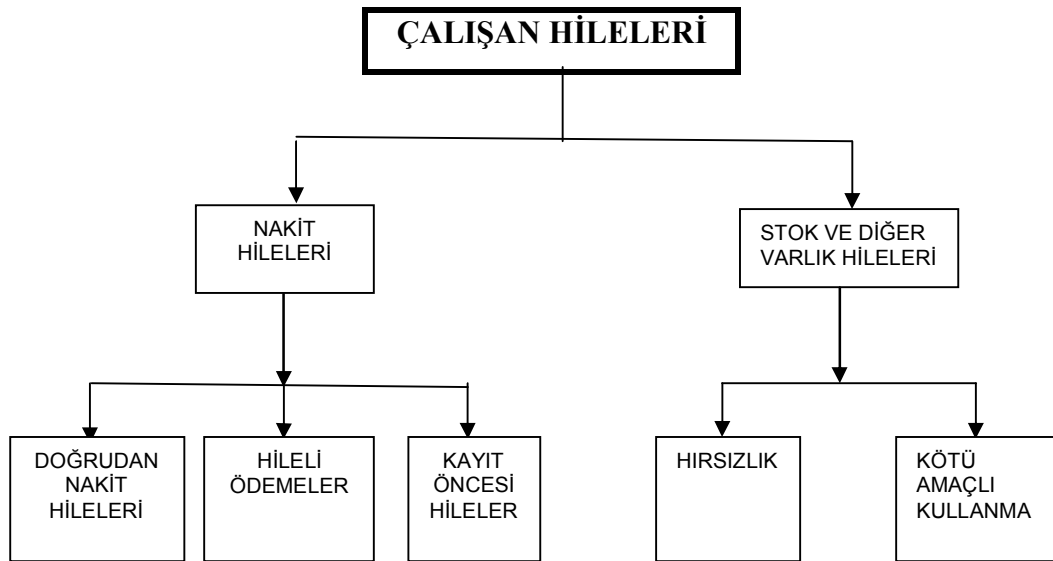 ÇALIŞAN HİLELERİ
NAKİT
HİLELERİ
STOK VE DİĞER
VARLIK HİLELERİ
DOĞRUDAN
NAKİT
HİLELERİ
HİLELİ
ÖDEMELER
KAYIT
ÖNCESİ
HİLELER
HIRSIZLIK
KÖTÜ
AMAÇLI
KULLANMA